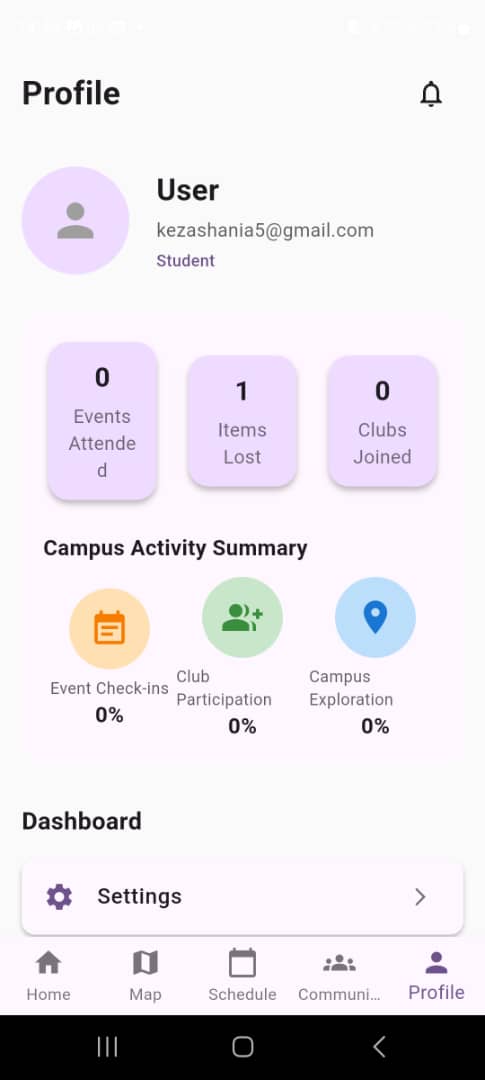 Profile
User
kezashania5@gmail.com
Student
0
Events
Attende
d
1
Items
Lost
0
Clubs
Joined
Campus Activity Summary
Event Check-ins
0%
Club
Participation
0%
Campus
Exploration
0%
Dashboard
Settings
Home
Map
Schedule
Communi...
Profile